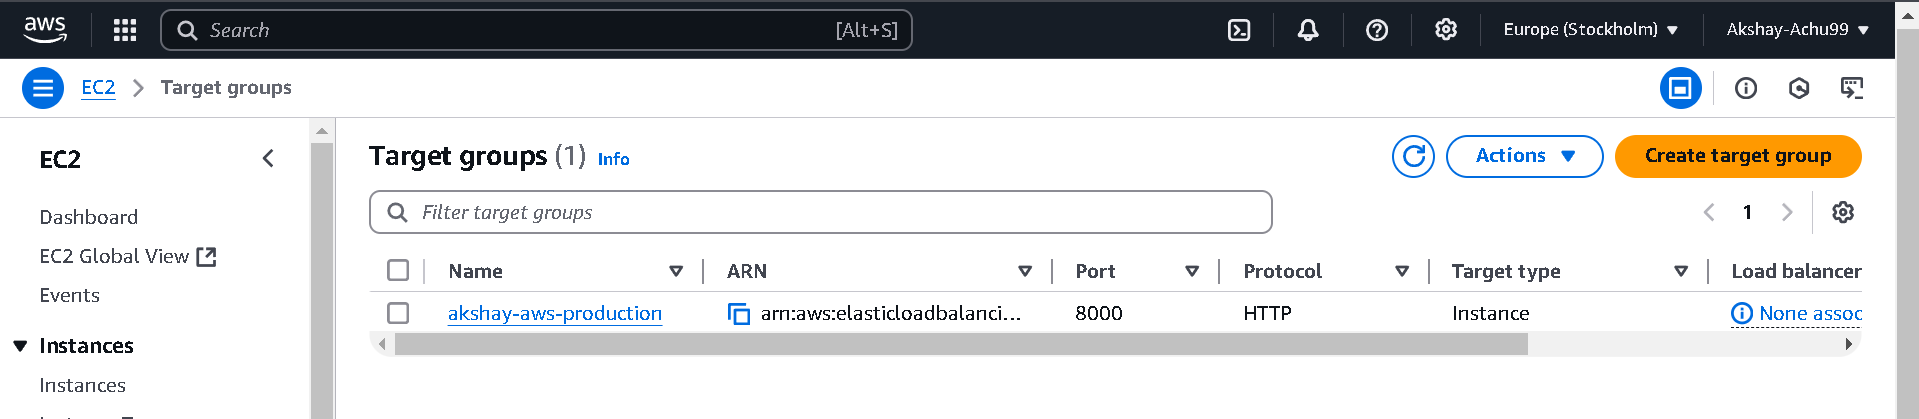 aws Search [Alt+S] Europe (Stockholm) Akshay-Achu99
EC2 Target groups
EC2
Dashboard
EC2 Global View
Events
Instances
Instances
Target groups (1) Info Actions Create target group
Filter target groups 1
Name ARN Port Protocol Target type Load balancer
akshay-aws-production arn:aws:elasticloadbalanci... 8000 HTTP Instance None assoc